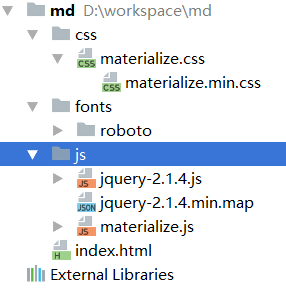 md D:\workspace\md
css
materialize.css
CSS
materialize.min.css
CSS
fonts
roboto
js
jquery-2.1.4.js
JS
jquery-2.1.4.min.map
JSON
materialize.js
JS
index.html
H
External Libraries